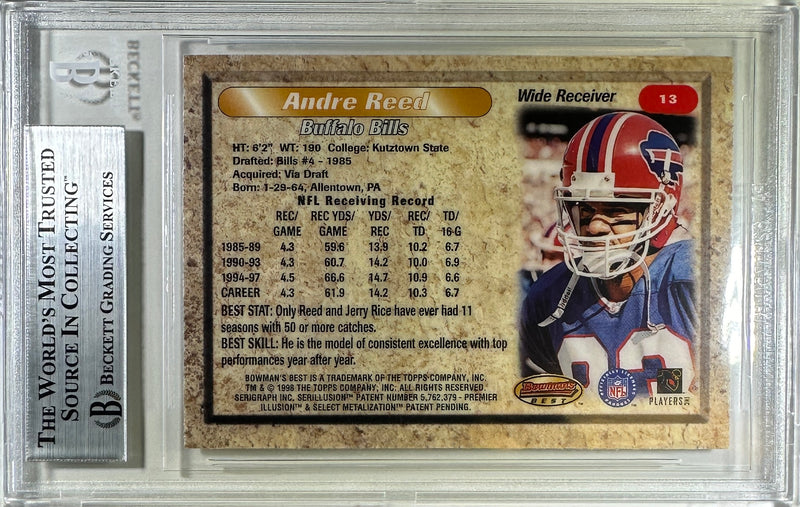 BECKETT
THE WORLD'S MOST TRUSTED
SOURCE IN COLLECTING™
BECKETT GRADING SERVICES
B
Andre Reed
Wide Receiver
13
Buffalo Bills
HT: 6'2" WT: 190 College: Kutztown State
Drafted: Bills #4 - 1985
Acquired: Via Draft
Born: 1-29-64, Allentown, PA
NFL Receiving Record
REC/ REC YDS/ YDS/ REC/ TD/
GAME GAME REC TD 16-G
1985-89 4.3 59.6 13.9 10.2 6.7
1990-93 4.3 60.7 14.2 10.0 6.9
1994-97 4.5 66.6 14.7 10.9 6.6
CAREER 4.3 61.9 14.2 10.3 6.7
BEST STAT: Only Reed and Jerry Rice have ever had 11
seasons with 50 or more catches.
BEST SKILL: He is the model of consistent excellence with top
performances year after year.
BOWMAN'S BEST IS A TRADEMARK OF THE TOPPS COMPANY, INC.
TM & © 1998 THE TOPPS COMPANY, INC. ALL RIGHTS RESERVED.
SERIGRAPH INC. SERILLUSION™ PATENT NUMBER 5,762,379 - PREMIER
ILLUSION™ & SELECT METALIZATION™ PATENT PENDING.
Bowman's
BEST
NFL
PLAYERS INC
83